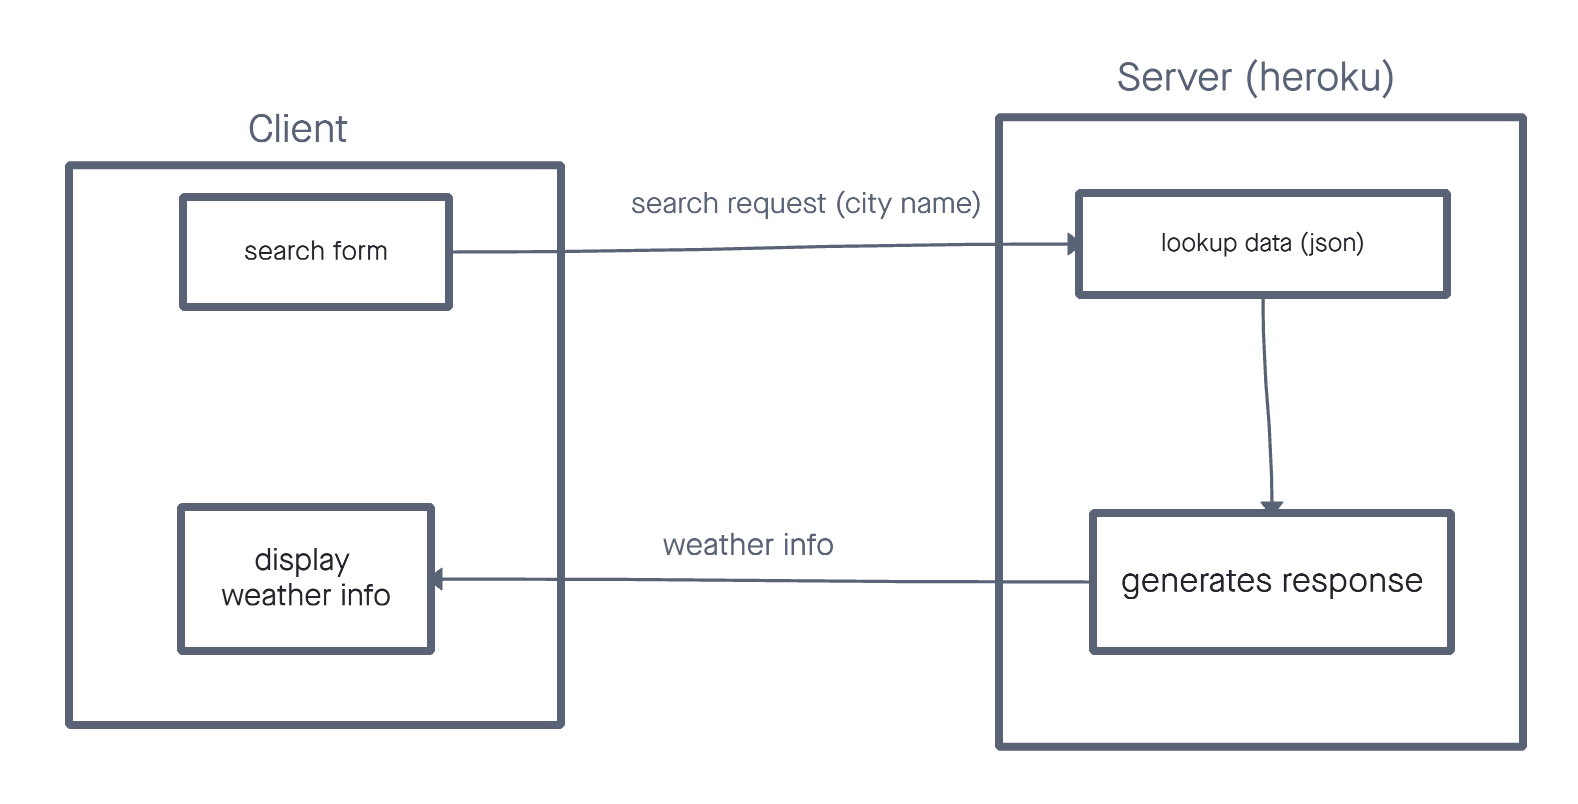 Server (heroku)
Client
search request (city name)
search form
lookup data (json)
weather info
display
weather info
generates response